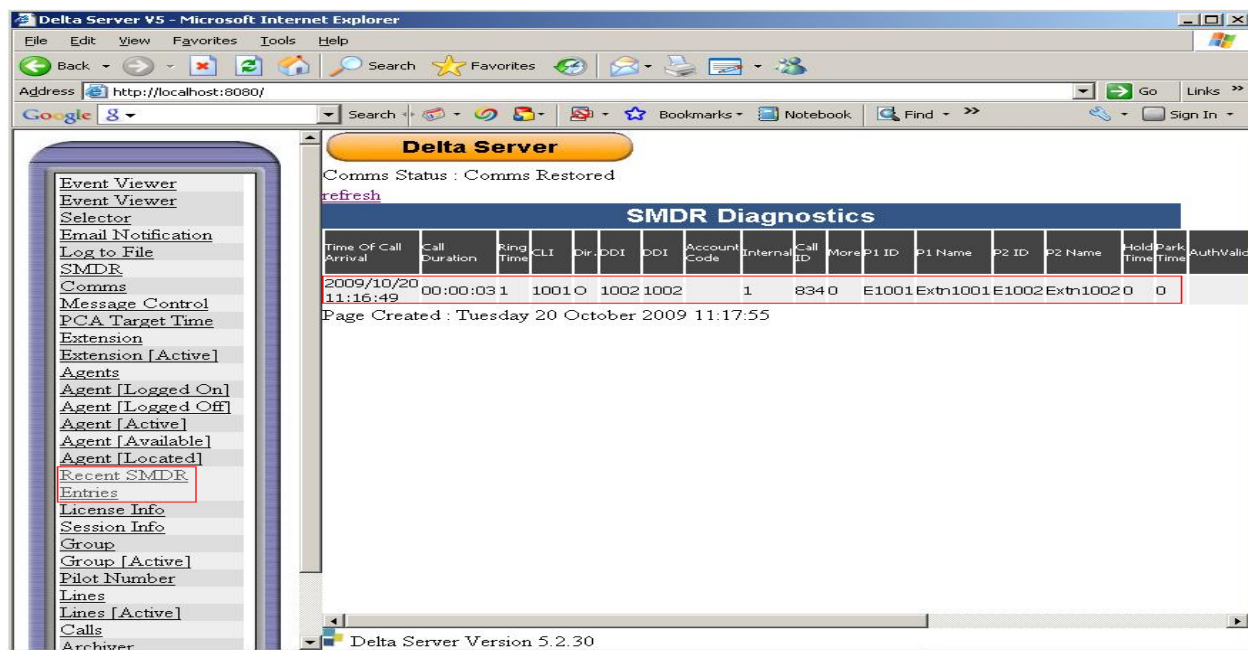 Delta Server V5 - Microsoft Internet Explorer
File Edit View Favorites Tools Help
Back Search Favorites
Address http://localhost:8080/ Go Links »
Google Search Bookmarks Notebook Find » Sign In
Event Viewer
Event Viewer
Selector
Email Notification
Log to File
SMDR
Comms
Message Control
PCA Target Time
Extension
Extension [Active]
Agents
Agent [Logged On]
Agent [Logged Off]
Agent [Active]
Agent [Available]
Agent [Located]
Recent SMDR
Entries
License Info
Session Info
Group
Group [Active]
Pilot Number
Lines
Lines [Active]
Calls
Archiver
Delta Server
Comms Status : Comms Restored
refresh
SMDR Diagnostics
Time Of Call Arrival Call Duration Ring Time CLI Dir. DDI DDI Account Code Internal Call ID More P1 ID P1 Name P2 ID P2 Name Hold Time Park Time AuthValid
2009/10/20 11:16:49 00:00:03 1 1001 O 1002 1002 1 834 0 E1001 Extn1001 E1002 Extn1002 0 0
Page Created : Tuesday 20 October 2009 11:17:55
Delta Server Version 5.2.30